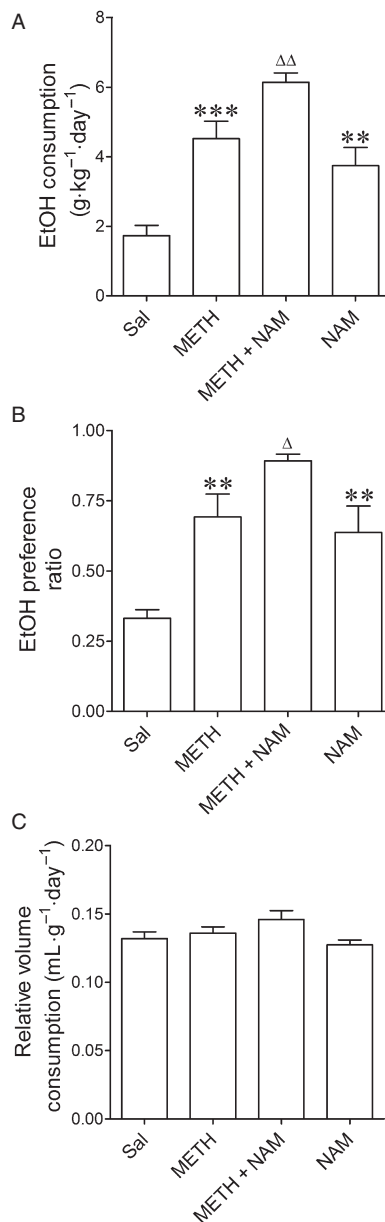 A
EtOH consumption
(g·kg⁻¹·day⁻¹)
8
6
4
2
0
***
ΔΔ
**
Sal
METH
METH + NAM
NAM
B
EtOH preference
ratio
1.00
0.75
0.50
0.25
0.00
**
Δ
**
Sal
METH
METH + NAM
NAM
C
Relative volume
consumption (mL·g⁻¹·day⁻¹)
0.20
0.15
0.10
0.05
0.00
Sal
METH
METH + NAM
NAM